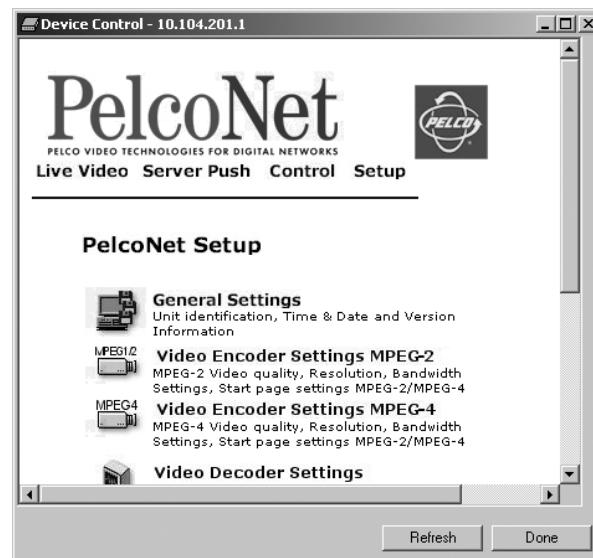 Device Control - 10.104.201.1
PelcoNet
PELCO
PELCO VIDEO TECHNOLOGIES FOR DIGITAL NETWORKS
Live Video Server Push Control Setup
PelcoNet Setup
General Settings
Unit identification, Time & Date and Version
Information
MPEG1/2
Video Encoder Settings MPEG-2
MPEG-2 Video quality, Resolution, Bandwidth
Settings, Start page settings MPEG-2/MPEG-4
MPEG4
Video Encoder Settings MPEG-4
MPEG-4 Video quality, Resolution, Bandwidth
Settings, Start page settings MPEG-2/MPEG-4
Video Decoder Settings
Refresh
Done